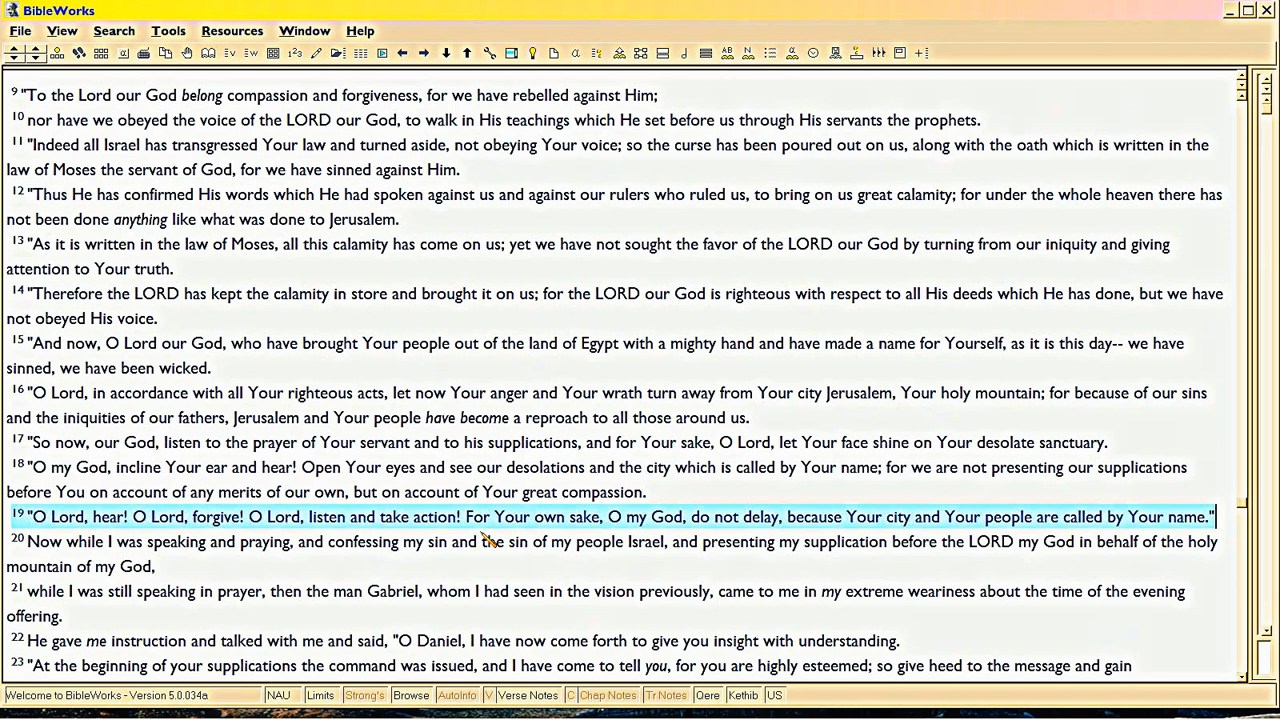 BibleWorks
File View Search Tools Resources Window Help
9 "To the Lord our God belong compassion and forgiveness, for we have rebelled against Him;
10 nor have we obeyed the voice of the LORD our God, to walk in His teachings which He set before us through His servants the prophets.
11 "Indeed all Israel has transgressed Your law and turned aside, not obeying Your voice; so the curse has been poured out on us, along with the oath which is written in the
law of Moses the servant of God, for we have sinned against Him.
12 "Thus He has confirmed His words which He had spoken against us and against our rulers who ruled us, to bring on us great calamity; for under the whole heaven there has
not been done anything like what was done to Jerusalem.
13 "As it is written in the law of Moses, all this calamity has come on us; yet we have not sought the favor of the LORD our God by turning from our iniquity and giving
attention to Your truth.
14 "Therefore the LORD has kept the calamity in store and brought it on us; for the LORD our God is righteous with respect to all His deeds which He has done, but we have
not obeyed His voice.
15 "And now, O Lord our God, who have brought Your people out of the land of Egypt with a mighty hand and have made a name for Yourself, as it is this day-- we have
sinned, we have been wicked.
16 "O Lord, in accordance with all Your righteous acts, let now Your anger and Your wrath turn away from Your city Jerusalem, Your holy mountain; for because of our sins
and the iniquities of our fathers, Jerusalem and Your people have become a reproach to all those around us.
17 "So now, our God, listen to the prayer of Your servant and to his supplications, and for Your sake, O Lord, let Your face shine on Your desolate sanctuary.
18 "O my God, incline Your ear and hear! Open Your eyes and see our desolations and the city which is called by Your name; for we are not presenting our supplications
before You on account of any merits of our own, but on account of Your great compassion.
19 "O Lord, hear! O Lord, forgive! O Lord, listen and take action! For Your own sake, O my God, do not delay, because Your city and Your people are called by Your name."
20 Now while I was speaking and praying, and confessing my sin and the sin of my people Israel, and presenting my supplication before the LORD my God in behalf of the holy
mountain of my God,
21 while I was still speaking in prayer, then the man Gabriel, whom I had seen in the vision previously, came to me in my extreme weariness about the time of the evening
offering.
22 He gave me instruction and talked with me and said, "O Daniel, I have now come forth to give you insight with understanding.
23 "At the beginning of your supplications the command was issued, and I have come to tell you, for you are highly esteemed; so give heed to the message and gain
Welcome to BibleWorks - Version 5.0.034a NAU Limits Strong's Browse AutoInfo V Verse Notes C Chap Notes Tr Notes Qere Kethib US